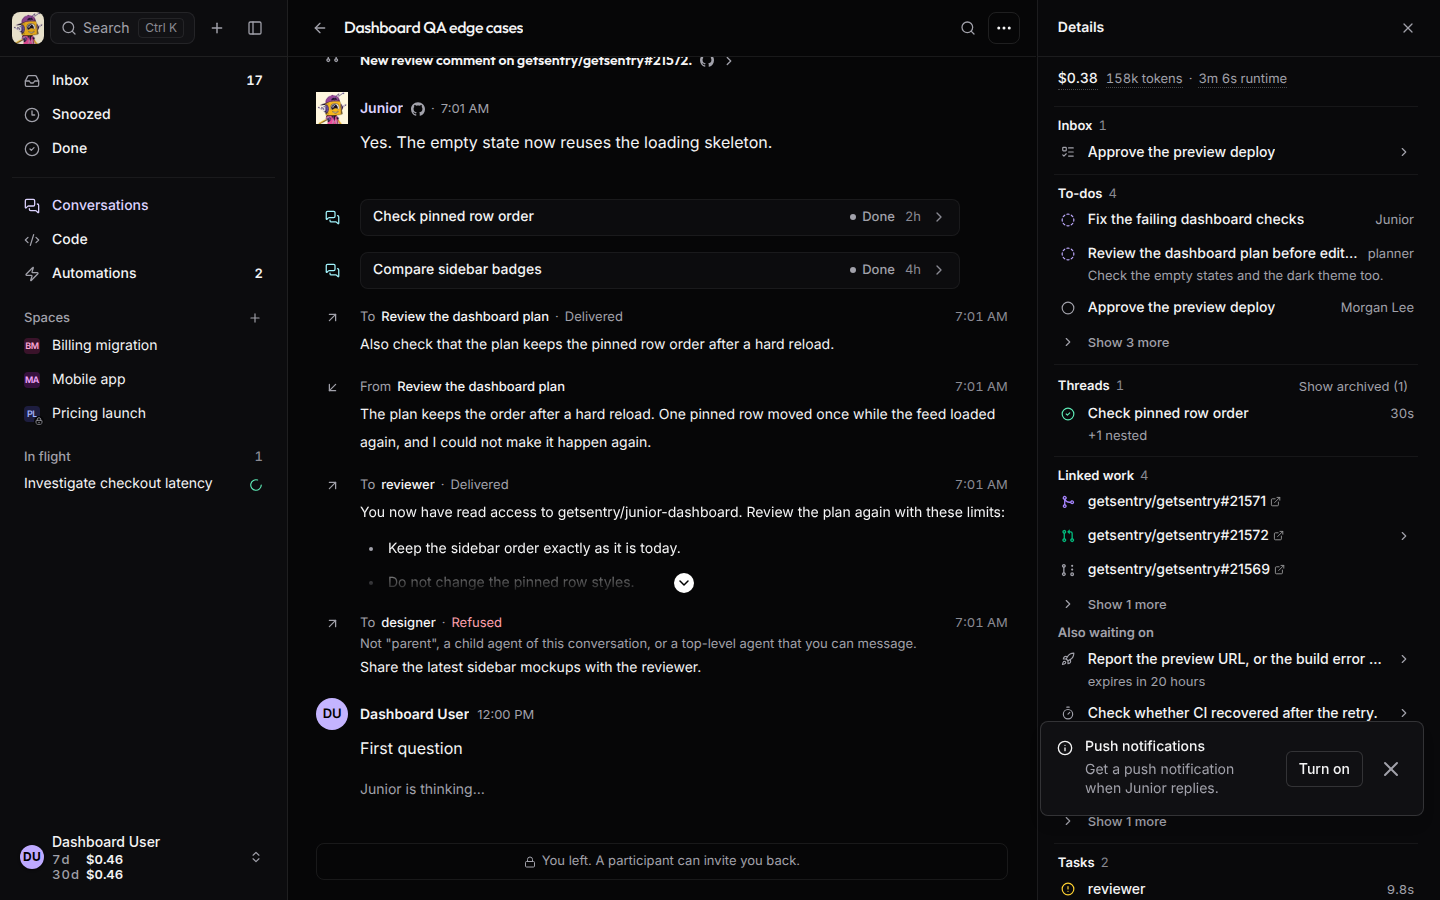 Search Ctrl K
Inbox 17
Snoozed
Done
Conversations
Code
Automations 2
Spaces
BM Billing migration
MA Mobile app
PL Pricing launch
In flight 1
Investigate checkout latency
DU Dashboard User
7d $0.46
30d $0.46
Dashboard QA edge cases
New review comment on getsentry/getsentry#21572.
Junior · 7:01 AM
Yes. The empty state now reuses the loading skeleton.
Check pinned row order Done 2h
Compare sidebar badges Done 4h
To Review the dashboard plan · Delivered 7:01 AM
Also check that the plan keeps the pinned row order after a hard reload.
From Review the dashboard plan 7:01 AM
The plan keeps the order after a hard reload. One pinned row moved once while the feed loaded
again, and I could not make it happen again.
To reviewer · Delivered 7:01 AM
You now have read access to getsentry/junior-dashboard. Review the plan again with these limits:
• Keep the sidebar order exactly as it is today.
• Do not change the pinned row styles.
To designer · Refused 7:01 AM
Not "parent", a child agent of this conversation, or a top-level agent that you can message.
Share the latest sidebar mockups with the reviewer.
DU Dashboard User 12:00 PM
First question
Junior is thinking...
You left. A participant can invite you back.
Details
$0.38 158k tokens · 3m 6s runtime
Inbox 1
Approve the preview deploy
To-dos 4
Fix the failing dashboard checks Junior
Review the dashboard plan before edit... planner
Check the empty states and the dark theme too.
Approve the preview deploy Morgan Lee
Show 3 more
Threads 1 Show archived (1)
Check pinned row order 30s
+1 nested
Linked work 4
getsentry/getsentry#21571
getsentry/getsentry#21572
getsentry/getsentry#21569
Show 1 more
Also waiting on
Report the preview URL, or the build error ...
expires in 20 hours
Check whether CI recovered after the retry.
Push notifications
Get a push notification
when Junior replies.
Turn on
Show 1 more
Tasks 2
reviewer 9.8s